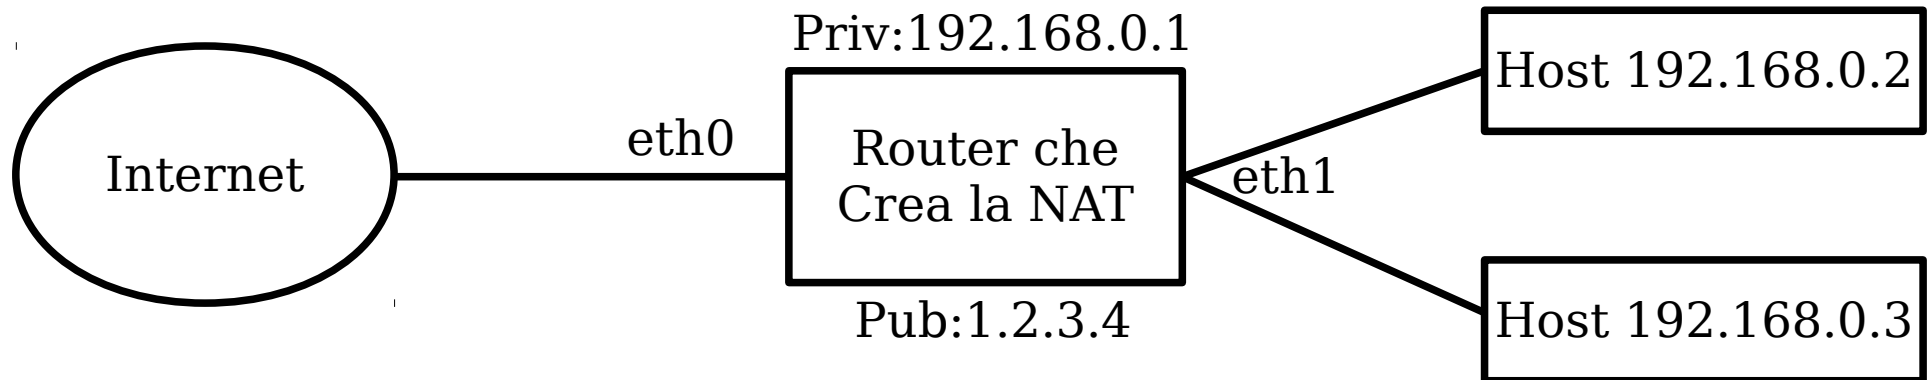 Priv:192.168.0.1
Host 192.168.0.2
eth0
Router che
Crea la NAT
Internet
eth1
Pub:1.2.3.4
Host 192.168.0.3